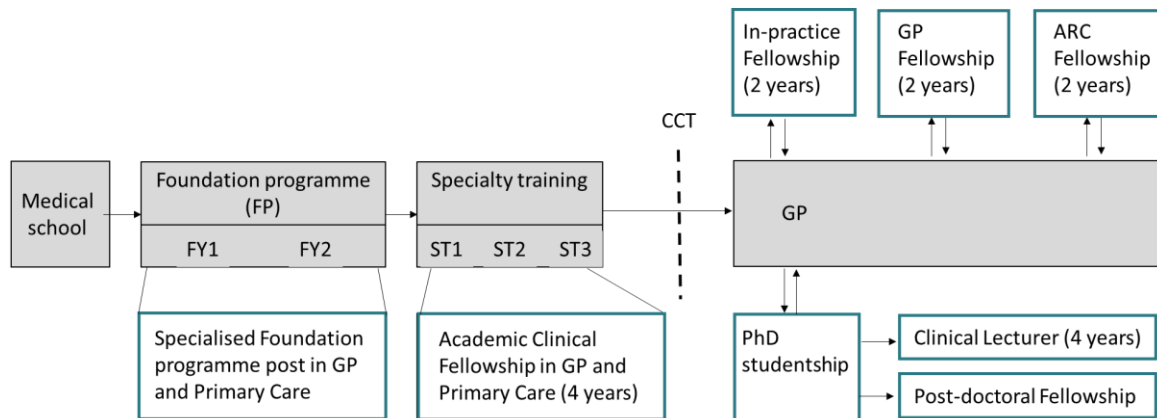 In-practice
Fellowship
(2 years)
GP
Fellowship
(2 years)
ARC
Fellowship
(2 years)
CCT
Medical
school
Foundation programme
(FP)
FY1 FY2
Specialty training
ST1 ST2 ST3
GP
Specialised Foundation
programme post in GP
and Primary Care
Academic Clinical
Fellowship in GP and
Primary Care (4 years)
PhD
studentship
Clinical Lecturer (4 years)
Post-doctoral Fellowship